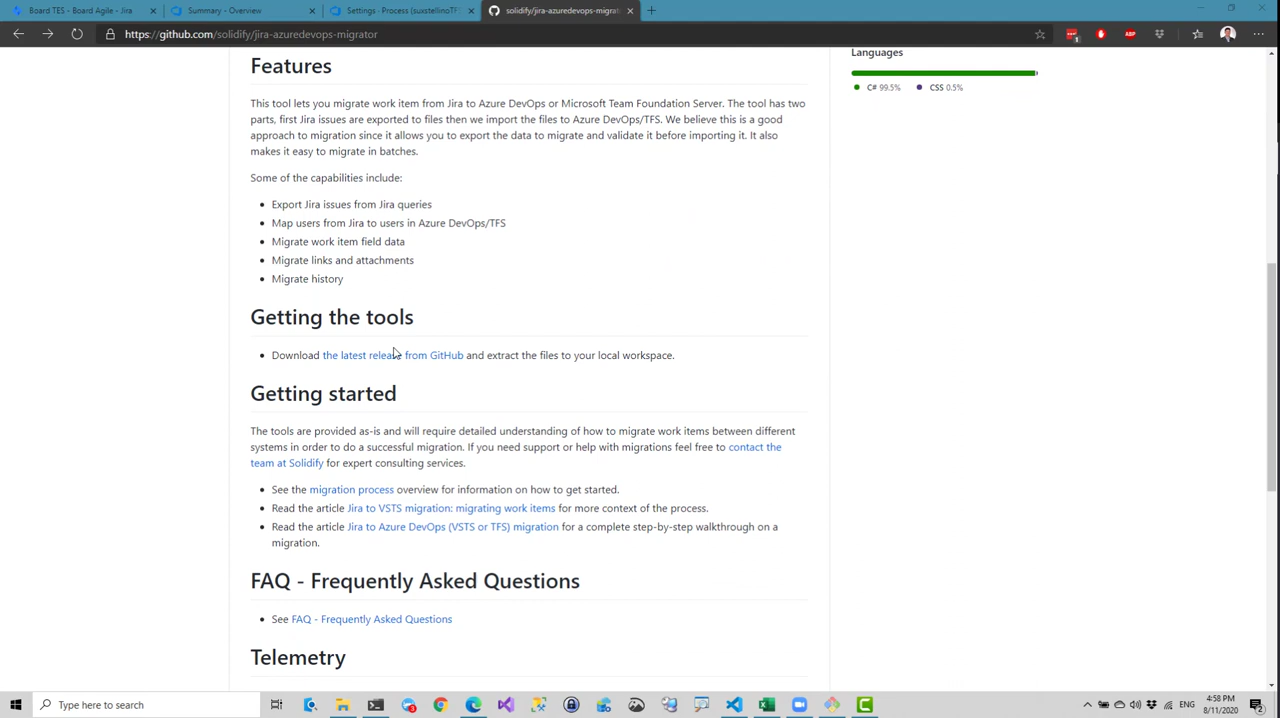 Board TES - Board Agile - Jira
Summary - Overview
Settings - Process (suxstellinoTFS
solidify/jira-azuredevops-migrat
https://github.com/solidify/jira-azuredevops-migrator
Features
Languages
C# 99.5%
CSS 0.5%
This tool lets you migrate work item from Jira to Azure DevOps or Microsoft Team Foundation Server. The tool has two
parts, first Jira issues are exported to files then we import the files to Azure DevOps/TFS. We believe this is a good
approach to migration since it allows you to export the data to migrate and validate it before importing it. It also
makes it easy to migrate in batches.
Some of the capabilities include:
Export Jira issues from Jira queries
Map users from Jira to users in Azure DevOps/TFS
Migrate work item field data
Migrate links and attachments
Migrate history
Getting the tools
Download the latest release from GitHub and extract the files to your local workspace.
Getting started
The tools are provided as-is and will require detailed understanding of how to migrate work items between different
systems in order to do a successful migration. If you need support or help with migrations feel free to contact the
team at Solidify for expert consulting services.
See the migration process overview for information on how to get started.
Read the article Jira to VSTS migration: migrating work items for more context of the process.
Read the article Jira to Azure DevOps (VSTS or TFS) migration for a complete step-by-step walkthrough on a
migration.
FAQ - Frequently Asked Questions
See FAQ - Frequently Asked Questions
Telemetry
Type here to search
ENG
4:58 PM
8/11/2020